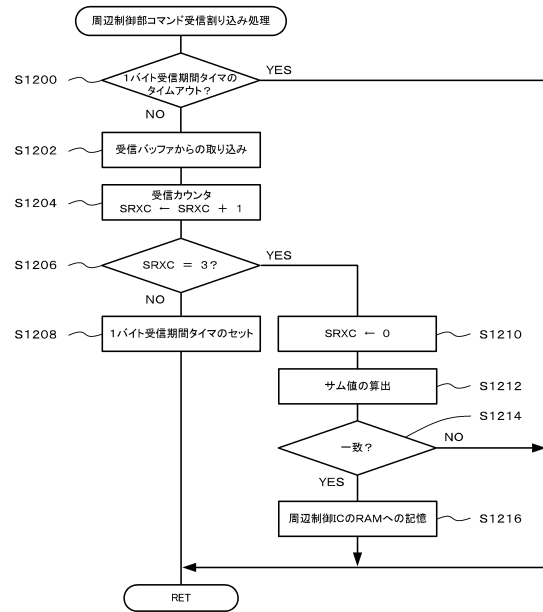 周辺制御部コマンド受信割り込み処理
S1200
1バイト受信期間タイマの
タイムアウト？
YES
NO
S1202
受信バッファからの取り込み
S1204
受信カウンタ
SRXC ← SRXC + 1
S1206
SRXC = 3？
YES
NO
S1208
1バイト受信期間タイマのセット
SRXC ← 0
S1210
サム値の算出
S1212
S1214
一致？
NO
YES
周辺制御ICのRAMへの記憶
S1216
RET